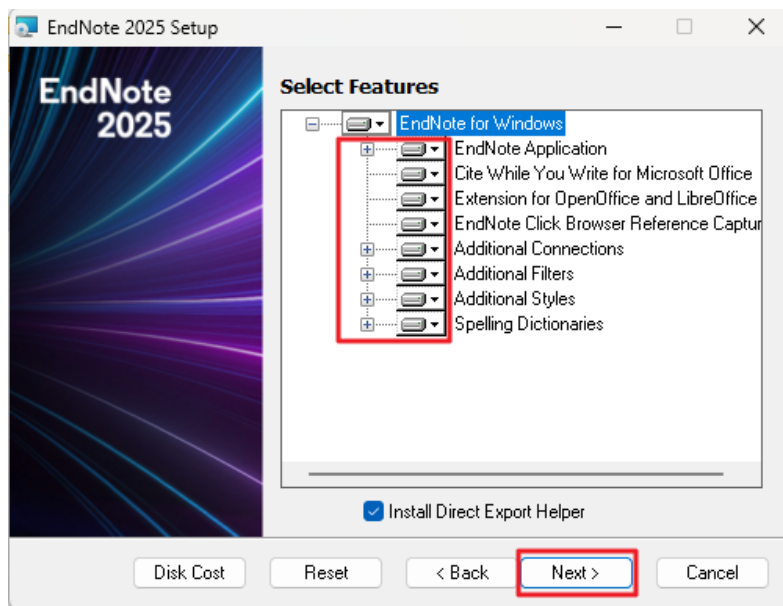 EndNote 2025 Setup
EndNote
2025
Select Features
EndNote for Windows
EndNote Application
Cite While You Write for Microsoft Office
Extension for OpenOffice and LibreOffice
EndNote Click Browser Reference Captur
Additional Connections
Additional Filters
Additional Styles
Spelling Dictionaries
Install Direct Export Helper
Disk Cost
Reset
< Back
Next >
Cancel